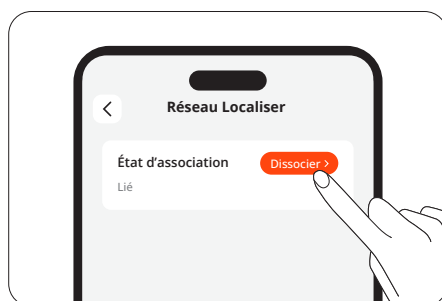 Réseau Localiser
État d’association
Dissocier >
Lié